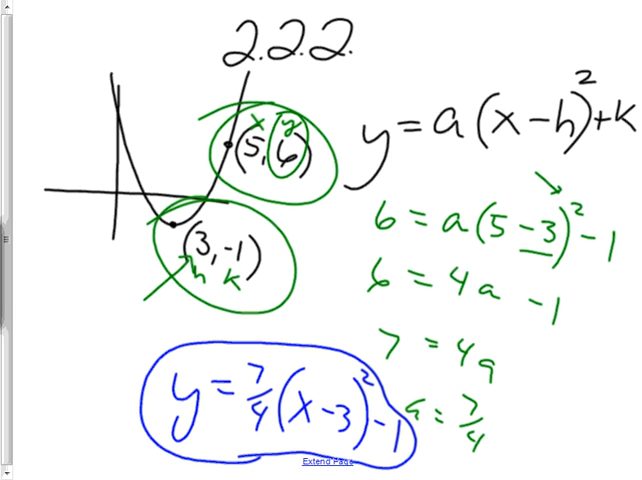 2.2.2.
x y
(5, 6)
y = a(x-h)²+k
(3, -1)
h k
6 = a(5-3)²-1
6 = 4a -1
7 = 4a
a = 7/4
y = 7/4(x-3)²-1
Extend Page